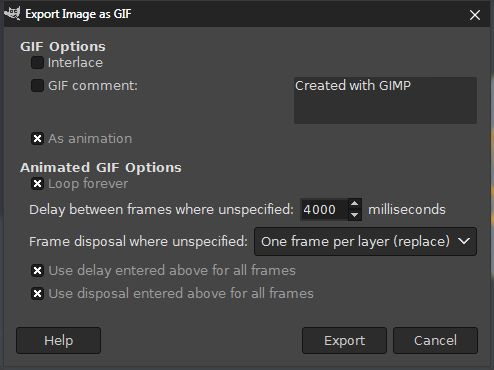 Export Image as GIF
GIF Options
Interlace
GIF comment:
Created with GIMP
As animation
Animated GIF Options
Loop forever
Delay between frames where unspecified: 4000 milliseconds
Frame disposal where unspecified: One frame per layer (replace)
Use delay entered above for all frames
Use disposal entered above for all frames
Help
Export
Cancel